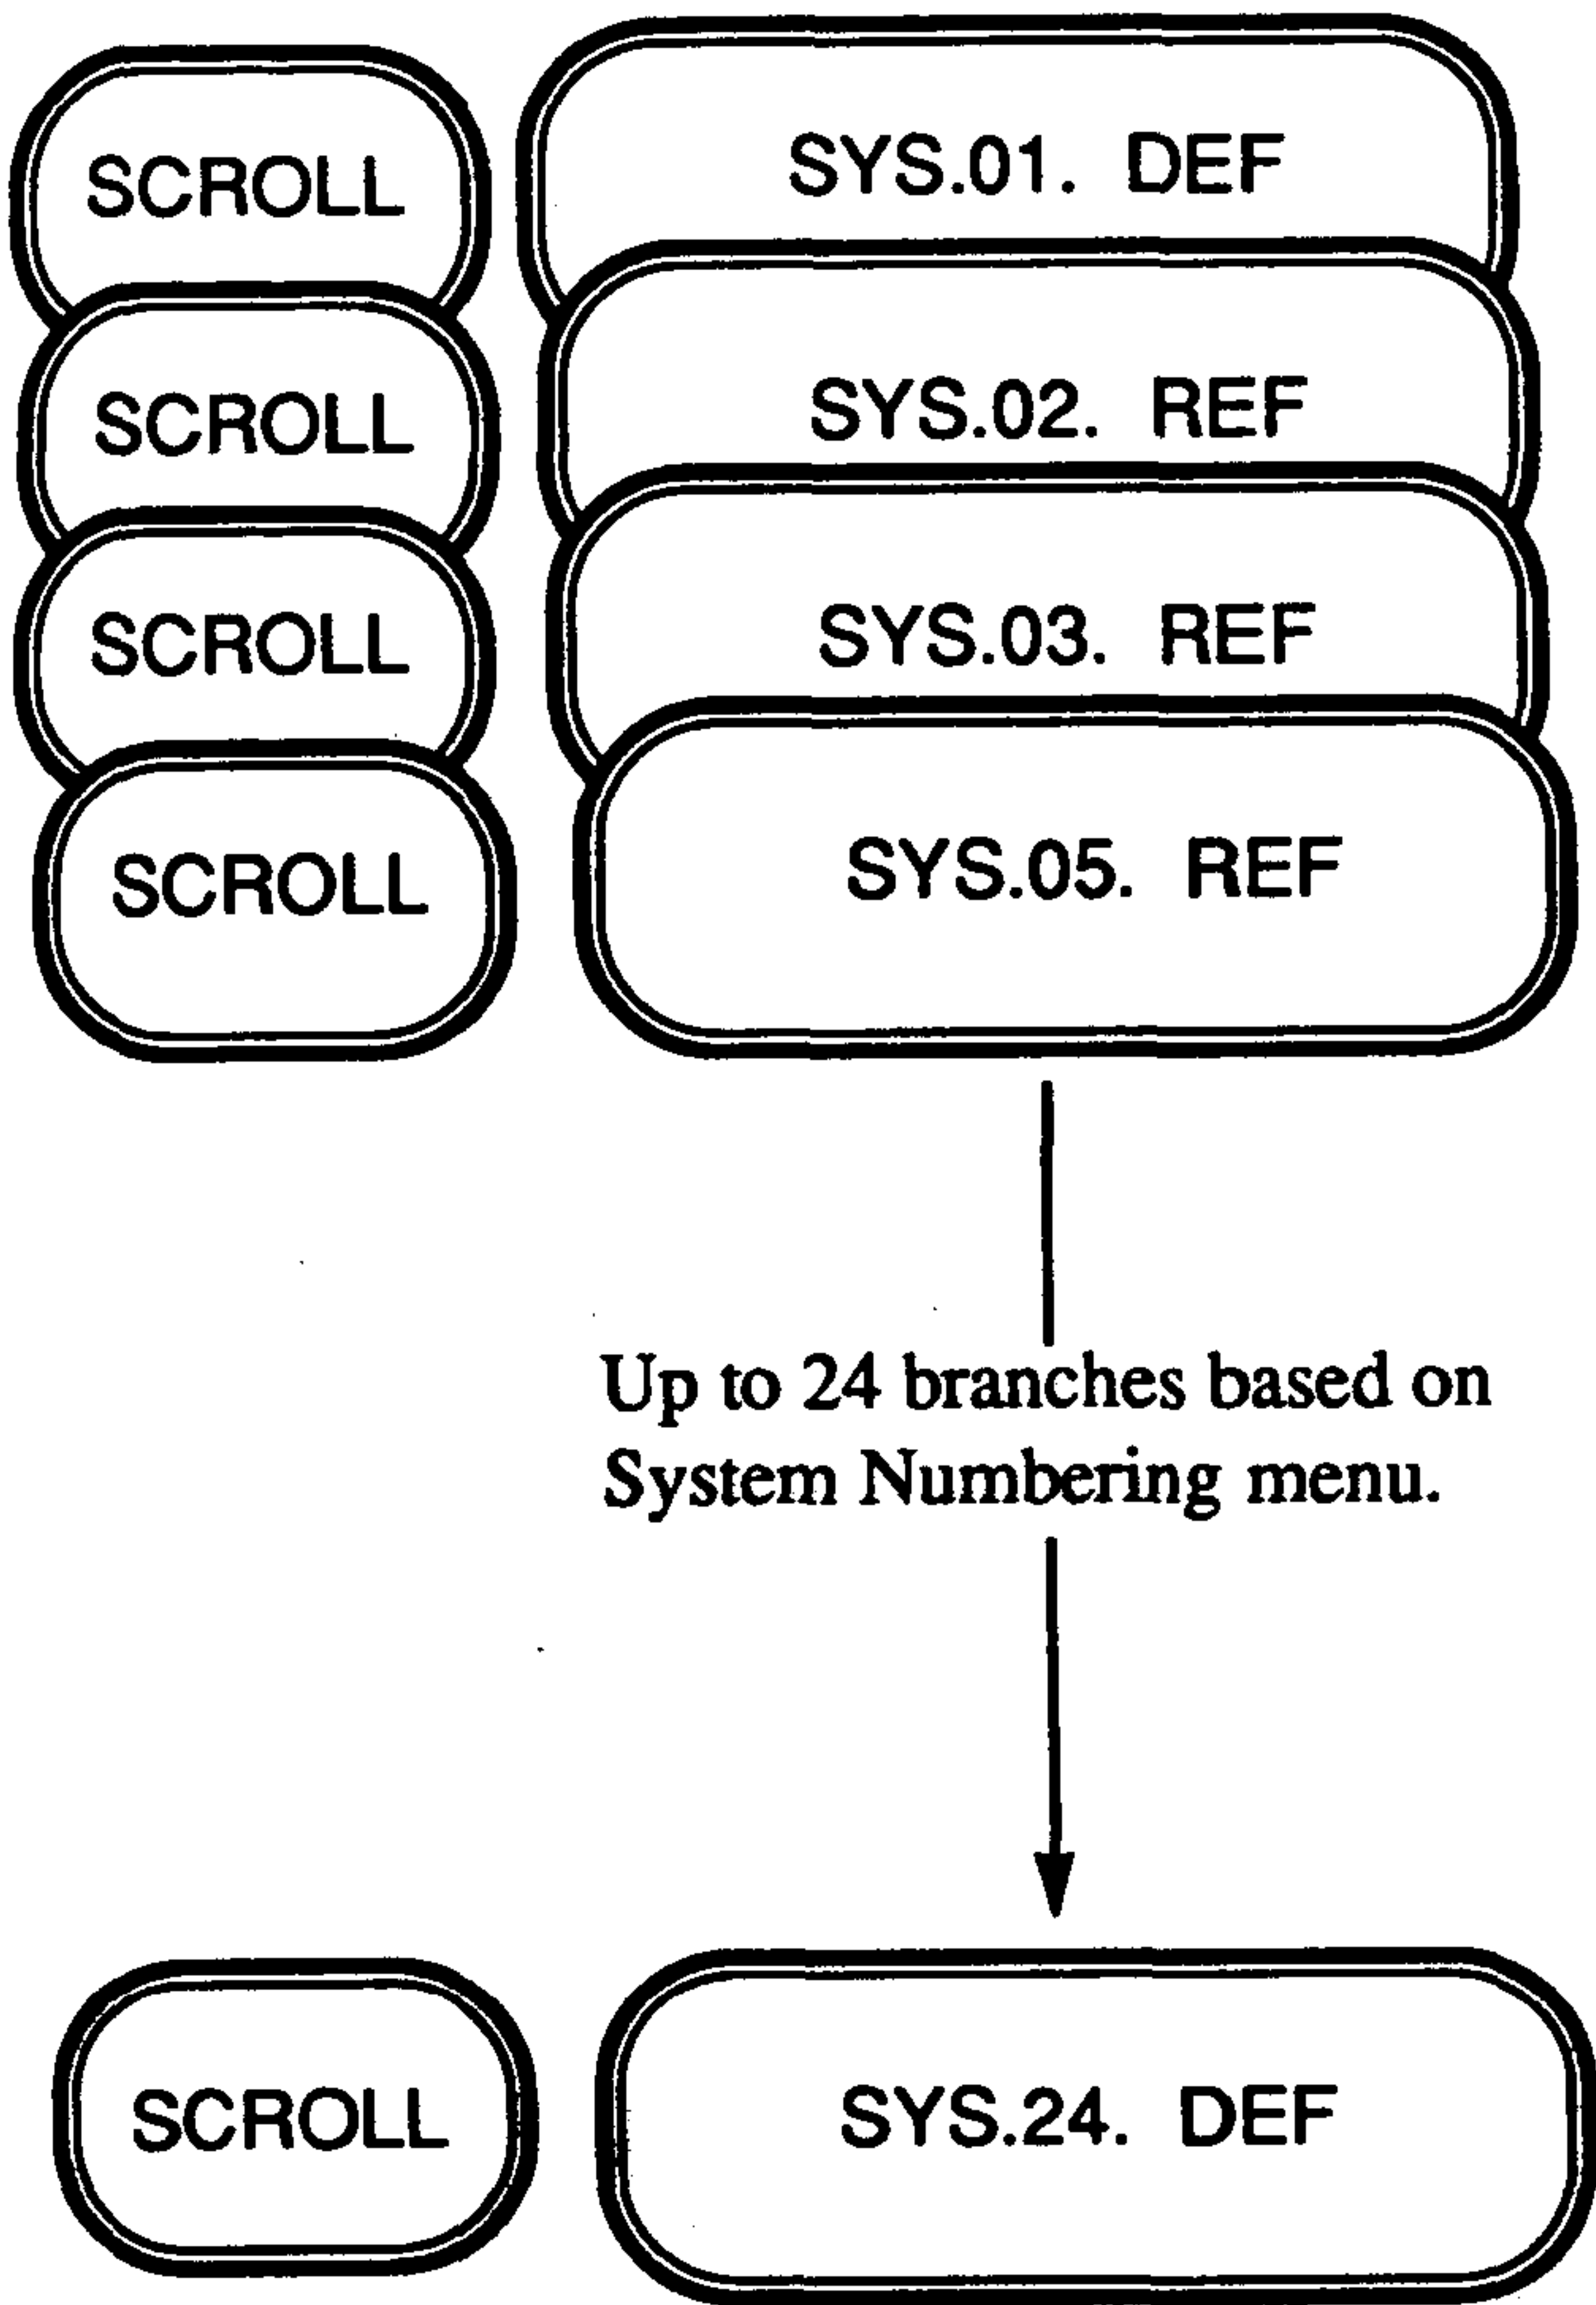 SCROLL SYS.01. DEF
SCROLL SYS.02. REF
SCROLL SYS.03. REF
SCROLL SYS.05. REF
Up to 24 branches based on
System Numbering menu.
SCROLL SYS.24. DEF